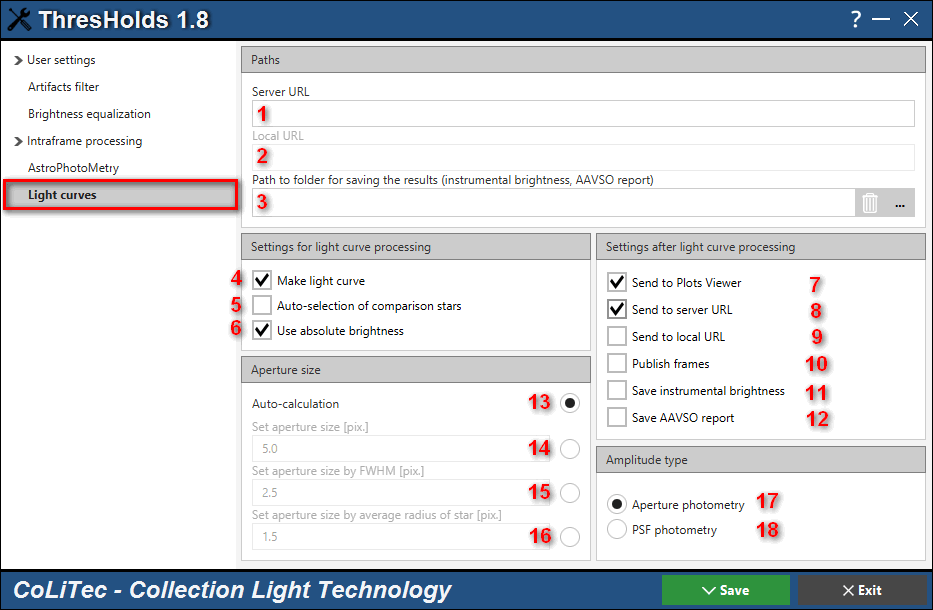 ThresHolds 1.8
?
User settings
Artifacts filter
Brightness equalization
Intraframe processing
AstroPhotoMetry
Light curves
Paths
Server URL
1
Local URL
2
Path to folder for saving the results (instrumental brightness, AAVSO report)
3
...
Settings for light curve processing
4 Make light curve
5 Auto-selection of comparison stars
6 Use absolute brightness
Settings after light curve processing
Send to Plots Viewer 7
Send to server URL 8
Send to local URL 9
Publish frames 10
Save instrumental brightness 11
Save AAVSO report 12
Aperture size
Auto-calculation 13
Set aperture size [pix.]
5.0 14
Set aperture size by FWHM [pix.]
2.5 15
Set aperture size by average radius of star [pix.]
1.5 16
Amplitude type
Aperture photometry 17
PSF photometry 18
CoLiTec - Collection Light Technology
Save
Exit